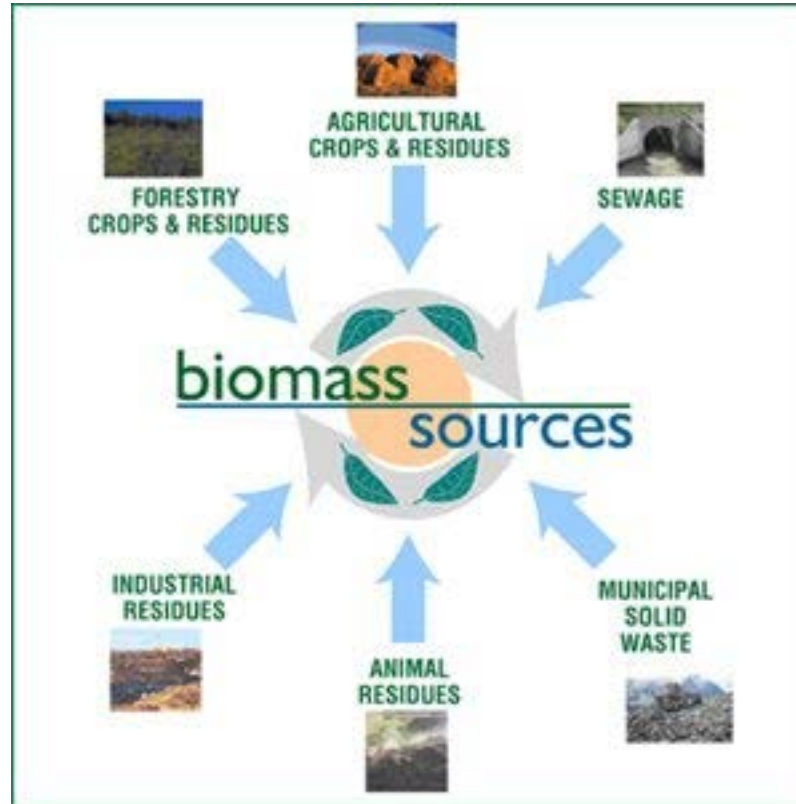 AGRICULTURAL
CROPS & RESIDUES
FORESTRY
CROPS & RESIDUES
SEWAGE
biomass
sources
INDUSTRIAL
RESIDUES
ANIMAL
RESIDUES
MUNICIPAL
SOLID
WASTE